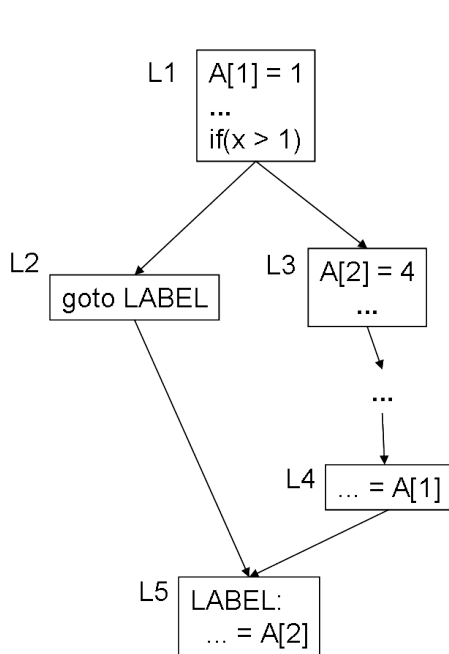 L1
A[1] = 1
...
if(x > 1)
L2
goto LABEL
L3
A[2] = 4
...
...
L4
... = A[1]
L5
LABEL:
... = A[2]